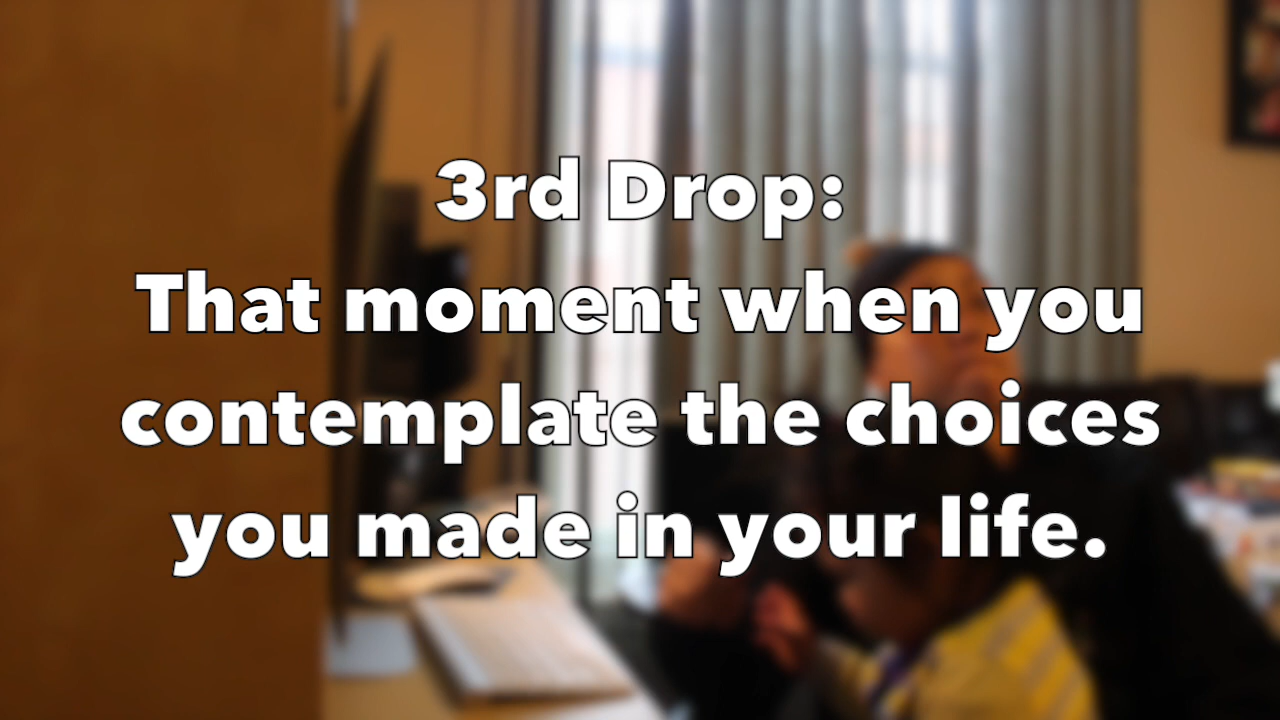 3rd Drop:
That moment when you
contemplate the choices
you made in your life.